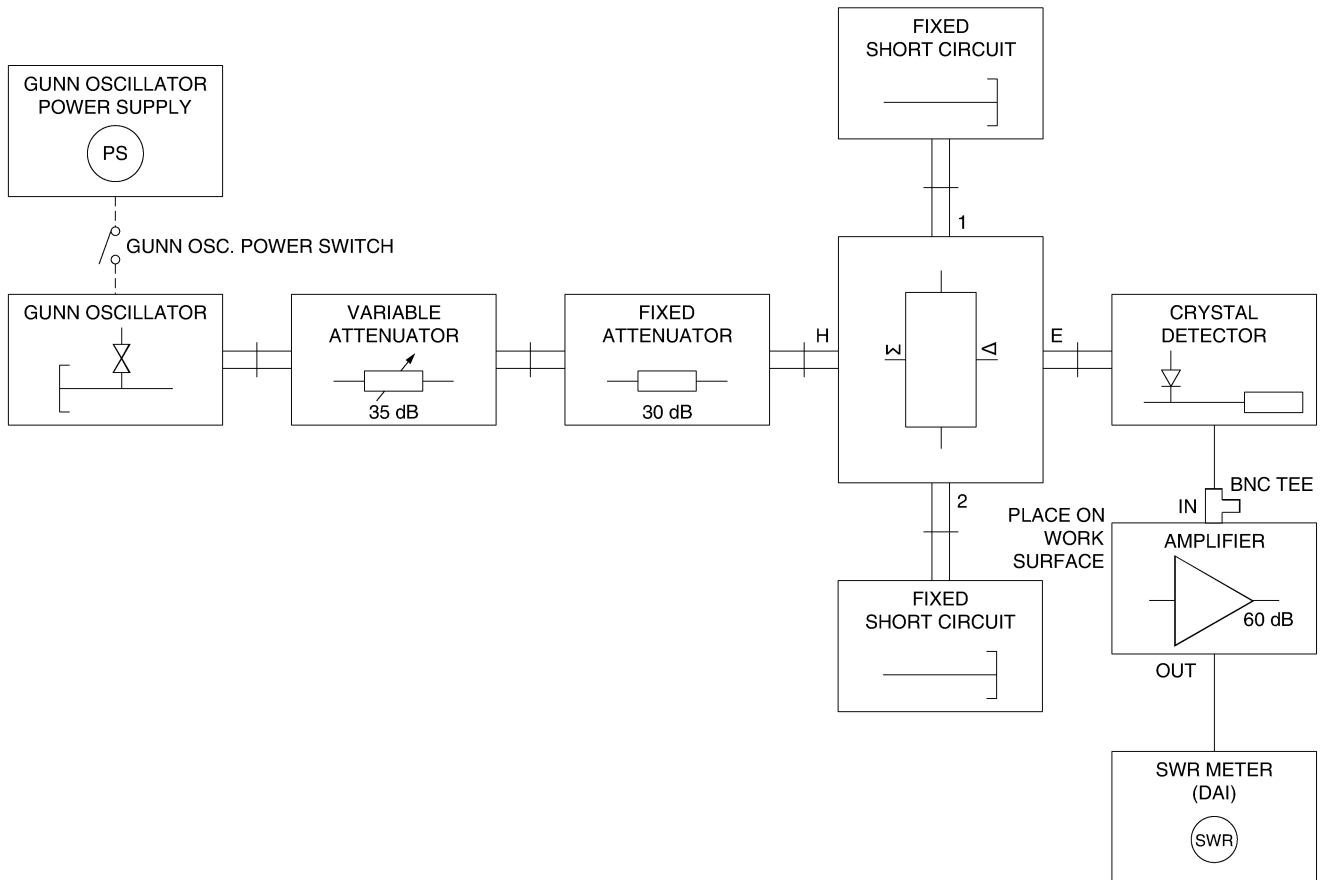 FIXED
SHORT CIRCUIT
GUNN OSCILLATOR
POWER SUPPLY
PS
1
GUNN OSC. POWER SWITCH
GUNN OSCILLATOR
VARIABLE
ATTENUATOR
35 dB
FIXED
ATTENUATOR
30 dB
H
Σ
Δ
E
CRYSTAL
DETECTOR
2
BNC TEE
IN
PLACE ON
WORK
SURFACE
AMPLIFIER
60 dB
OUT
FIXED
SHORT CIRCUIT
SWR METER
(DAI)
SWR